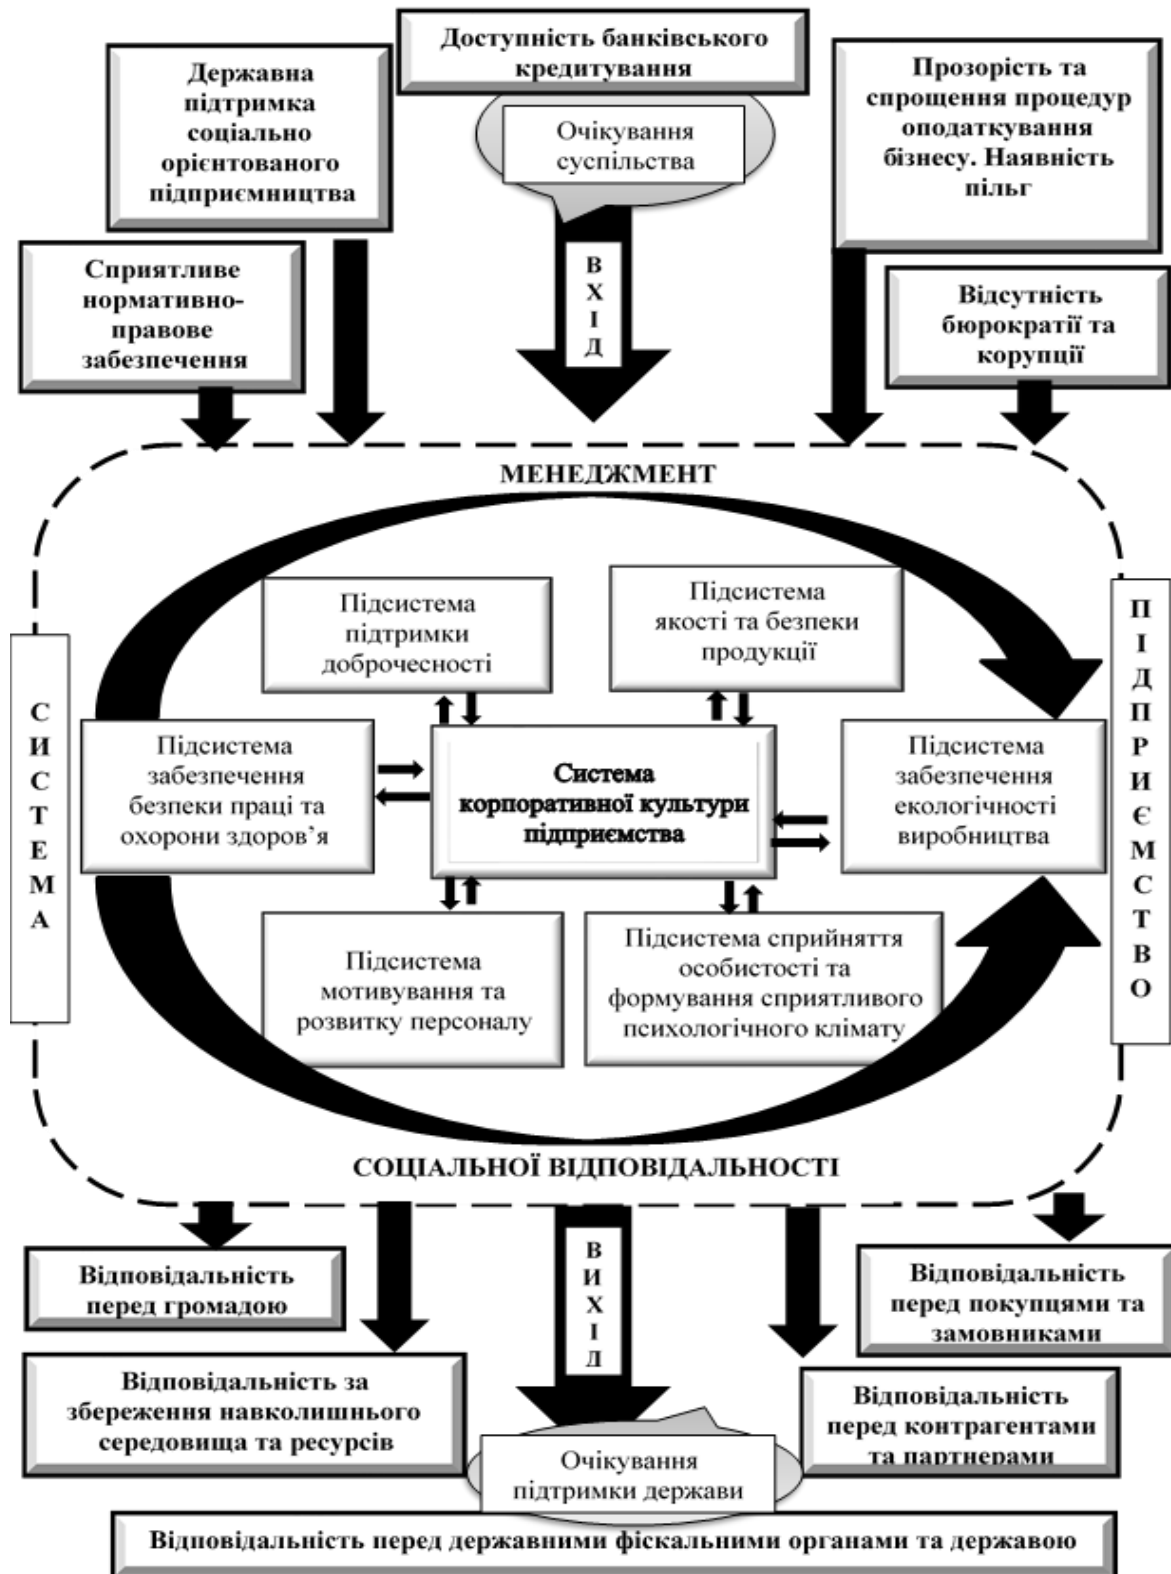 Доступність банківського
кредитування
Державна
підтримка
соціально
орієнтованого
підприємництва
Прозорість та
спрощення процедур
оподаткування
бізнесу. Наявність
пільг
Очікування
суспільства
Сприятливе
нормативно-
правове
забезпечення
ВХІД
Відсутність
бюрократії та
корупції
МЕНЕДЖМЕНТ
Підсистема
підтримки
доброчесності
Підсистема
якості та безпеки
продукції
СИСТЕМА
ПІДПРИЄМСТВО
Підсистема
забезпечення
безпеки праці та
охорони здоров’я
Система
корпоративної культури
підприємства
Підсистема
забезпечення
екологічності
виробництва
Підсистема
мотивування та
розвитку персоналу
Підсистема сприйняття
особистості та
формування сприятливого
психологічного клімату
СОЦІАЛЬНОЇ ВІДПОВІДАЛЬНОСТІ
ВИХІД
Відповідальність
перед громадою
Відповідальність
перед покупцями та
замовниками
Відповідальність за
збереження навколишнього
середовища та ресурсів
Відповідальність
перед контрагентами
та партнерами
Очікування
підтримки держави
Відповідальність перед державними фіскальними органами та державою